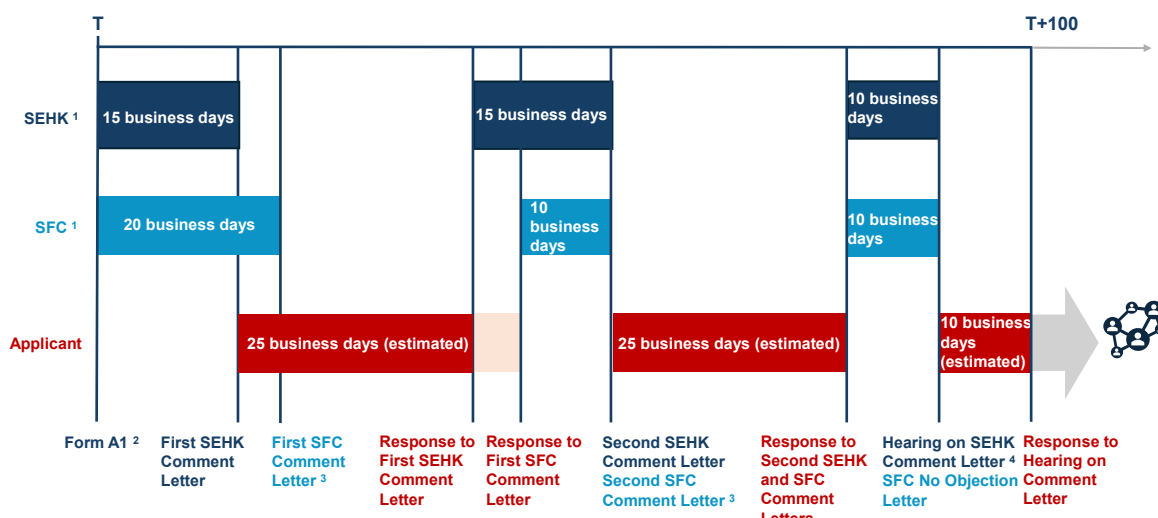 T
T+100
SEHK 1
15 business days
15 business days
10 business
days
SFC 1
20 business days
10
business
days
10 business
days
Applicant
25 business days (estimated)
25 business days (estimated)
10 business
days
(estimated)
Form A1 2
First SEHK
Comment
Letter
First SFC
Comment
Letter 3
Response to
First SEHK
Comment
Letter
Response to
First SFC
Comment
Letter
Second SEHK
Comment Letter
Second SFC
Comment Letter 3
Response to
Second SEHK
and SFC
Comment
Letters
Hearing on SEHK
Comment Letter 4
SFC No Objection
Letter
Response to
Hearing on
Comment
Letter